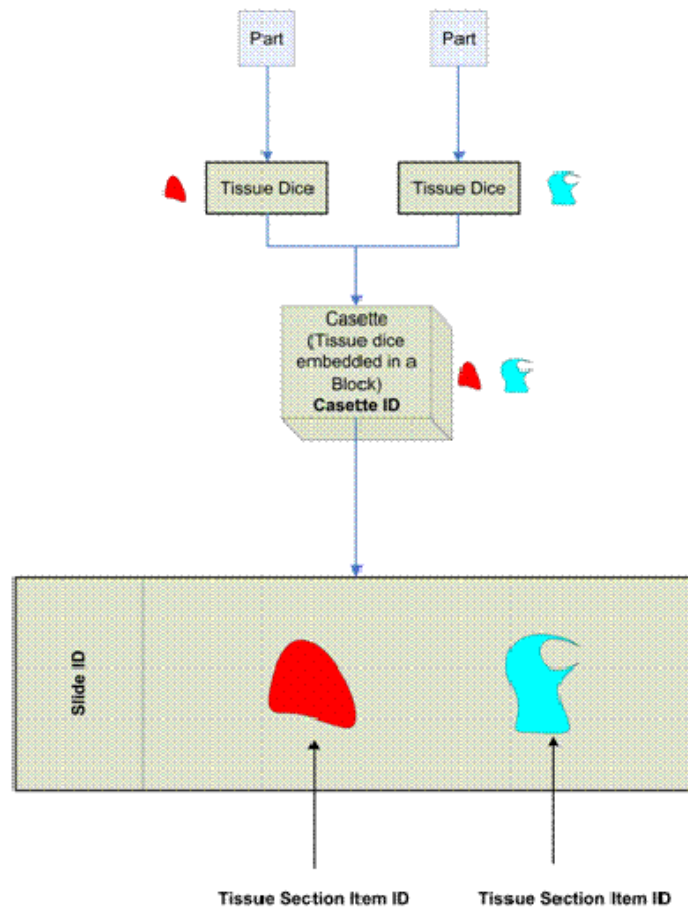 Part
Part
Tissue Dice
Tissue Dice
Casette
(Tissue dice
embedded in a
Block)
Casette ID
Slide ID
Tissue Section Item ID
Tissue Section Item ID